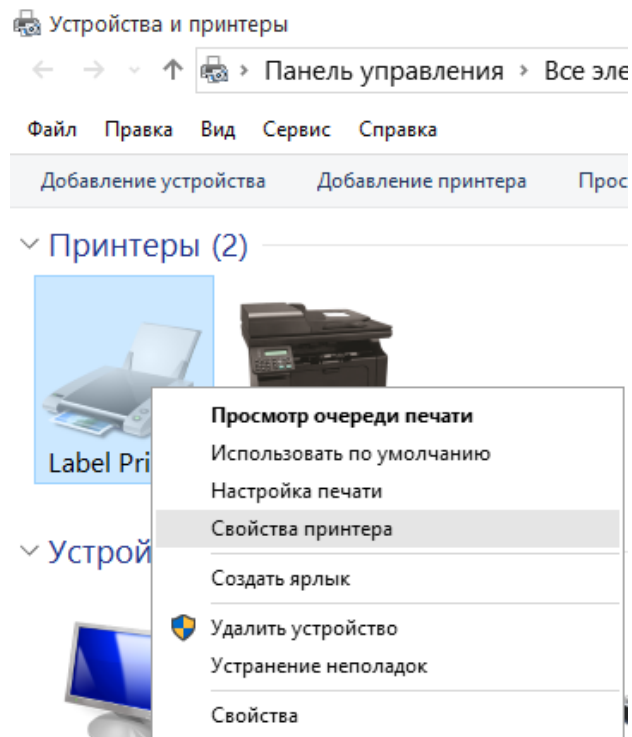 Устройства и принтеры
Панель управления › Все эле
Файл Правка Вид Сервис Справка
Добавление устройства Добавление принтера Прос
Принтеры (2)
Label Pri
Просмотр очереди печати
Использовать по умолчанию
Настройка печати
Свойства принтера
Устрой
Создать ярлык
Удалить устройство
Устранение неполадок
Свойства